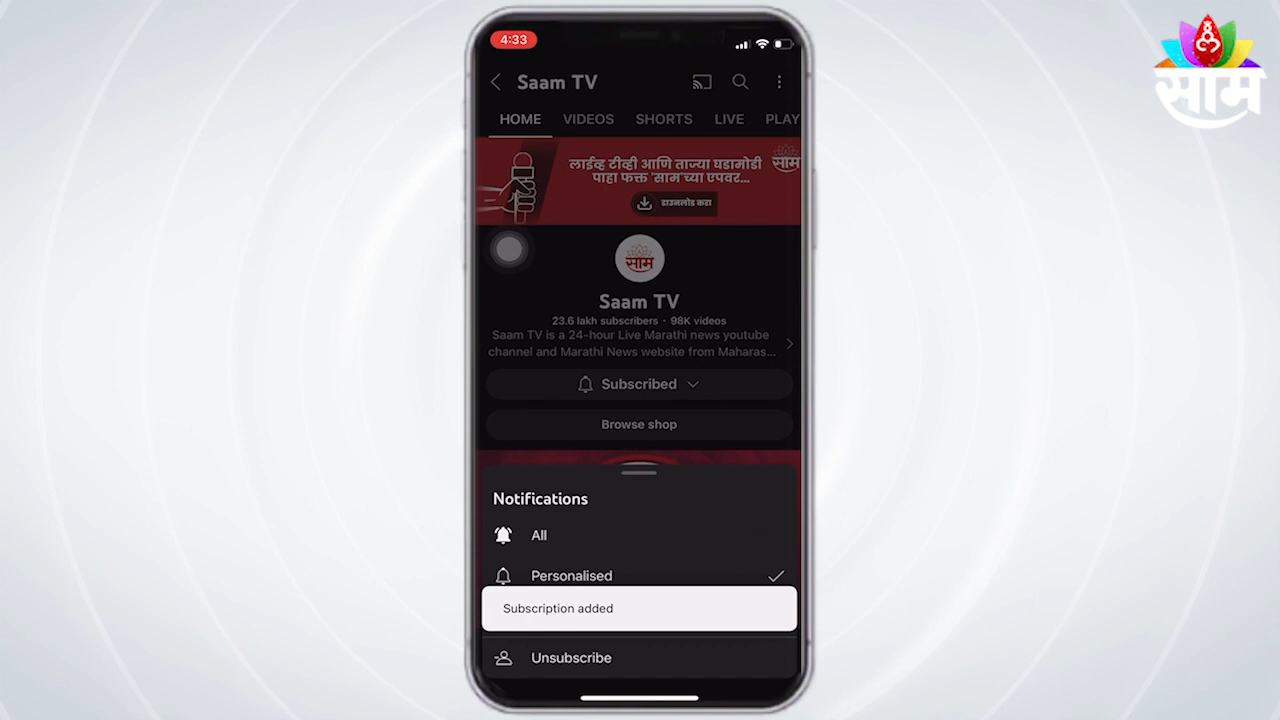 4:33
साम
Saam TV
HOME VIDEOS SHORTS LIVE PLAY
लाईव्ह टीव्ही आणि ताज्या घडामोडी
पाहा फक्त 'साम'च्या एपवर...
साम
डाउनलोड करा
साम
Saam TV
23.6 lakh subscribers · 98K videos
Saam TV is a 24-hour Live Marathi news youtube
channel and Marathi News website from Maharas...
Subscribed
Browse shop
Notifications
All
Personalised
Subscription added
Unsubscribe